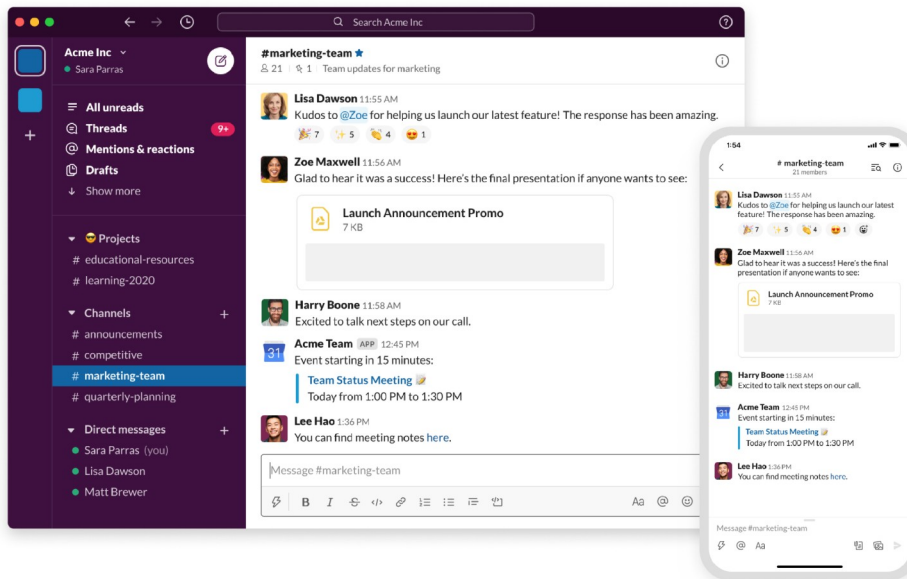 Search Acme Inc
Acme Inc
Sara Parras
All unreads
Threads 9+
Mentions & reactions
Drafts
Show more
Projects
# educational-resources
# learning-2020
Channels +
# announcements
# competitive
# marketing-team
# quarterly-planning
Direct messages +
Sara Parras (you)
Lisa Dawson
Matt Brewer
#marketing-team
21 | 1 | Team updates for marketing
Lisa Dawson 11:55 AM
Kudos to @Zoe for helping us launch our latest feature! The response has been amazing.
7 5 4 1
Zoe Maxwell 11:56 AM
Glad to hear it was a success! Here's the final presentation if anyone wants to see:
Launch Announcement Promo
7 KB
Harry Boone 11:58 AM
Excited to talk next steps on our call.
31
Acme Team APP 12:45 PM
Event starting in 15 minutes:
Team Status Meeting
Today from 1:00 PM to 1:30 PM
Lee Hao 1:36 PM
You can find meeting notes here.
Message #marketing-team
B I S </> Aa @
1:54
# marketing-team
21 members
Lisa Dawson 11:55 AM
Kudos to @Zoe for helping us launch our latest
feature! The response has been amazing.
7 5 4 1
Zoe Maxwell 11:56 AM
Glad to hear it was a success! Here's the final
presentation if anyone wants to see:
Launch Announcement Promo
7 KB
Harry Boone 11:58 AM
Excited to talk next steps on our call.
31
Acme Team 12:45 PM
Event starting in 15 minutes:
Team Status Meeting
Today from 1:00 PM to 1:30 PM
Lee Hao 1:36 PM
You can find meeting notes here.
Message #marketing-team
@ Aa